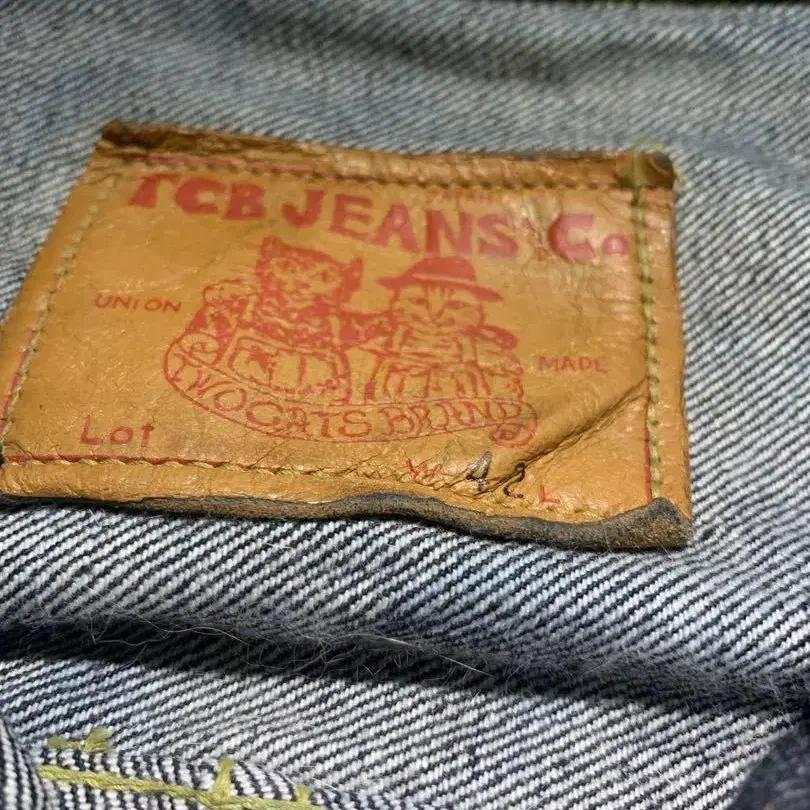 TCB JEANS Co
UNION
MADE
TWO CATS BRAND
Lot
W 42 L